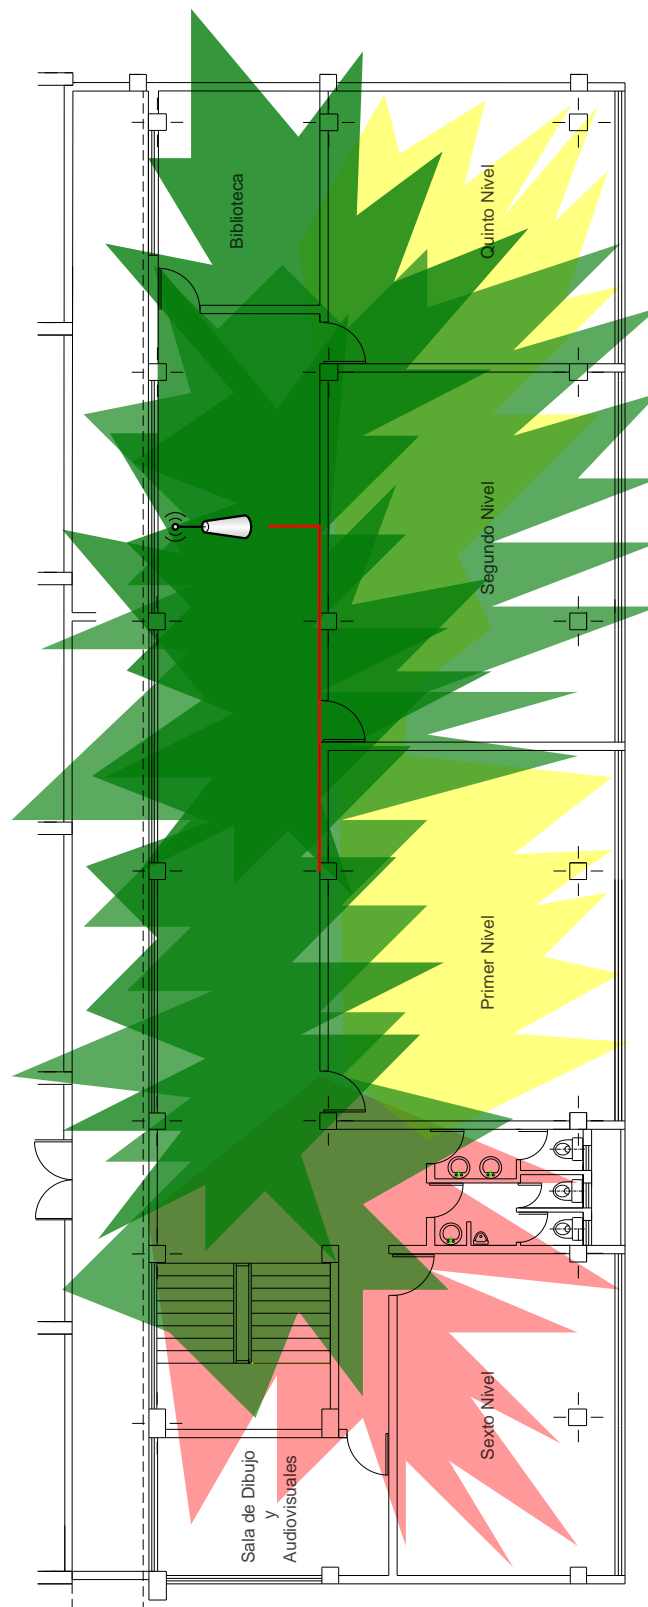 Biblioteca
Quinto Nivel
Segundo Nivel
Primer Nivel
Sexto Nivel
Sala de Dibujo
y
Audiovisuales